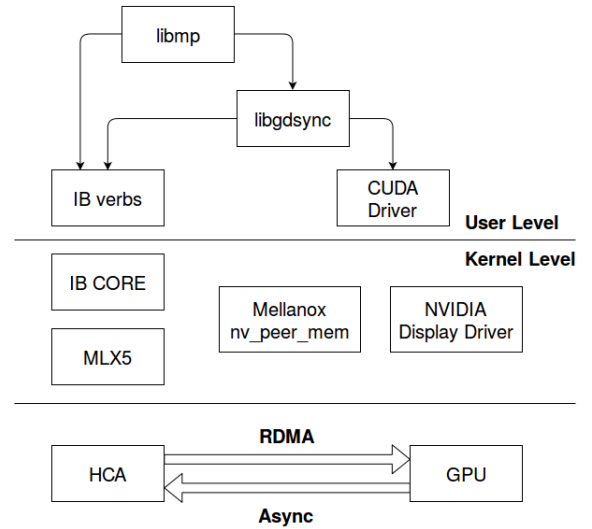 libmp
libgdsync
IB verbs
CUDA
Driver
User Level
Kernel Level
IB CORE
Mellanox
nv_peer_mem
NVIDIA
Display Driver
MLX5
RDMA
HCA
GPU
Async